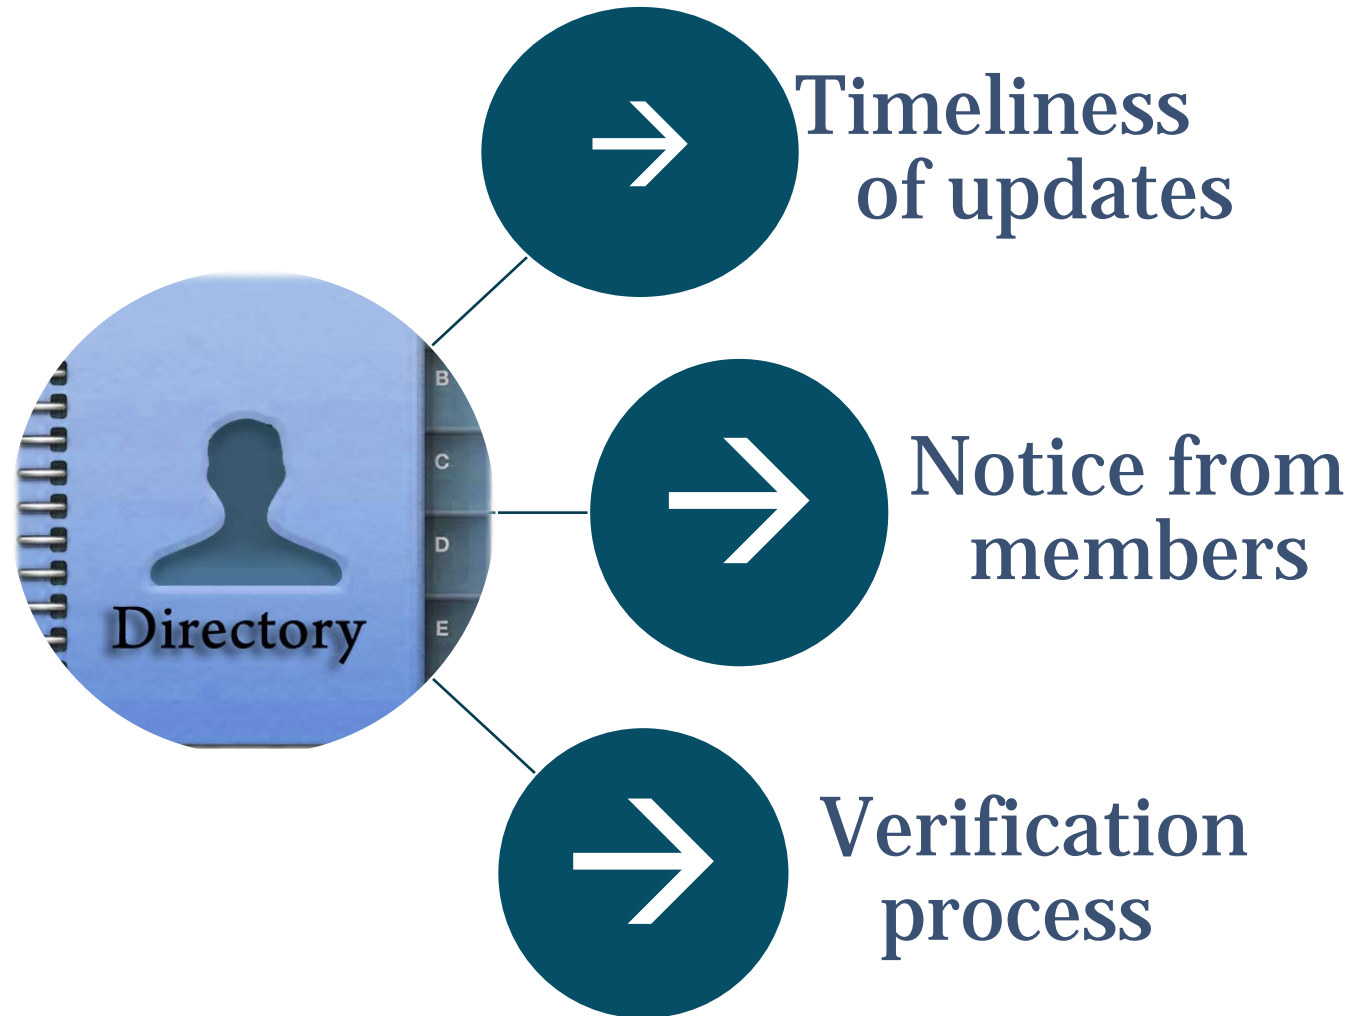 Timeliness
of updates
B
C
D
E
Directory
Notice from
members
Verification
process